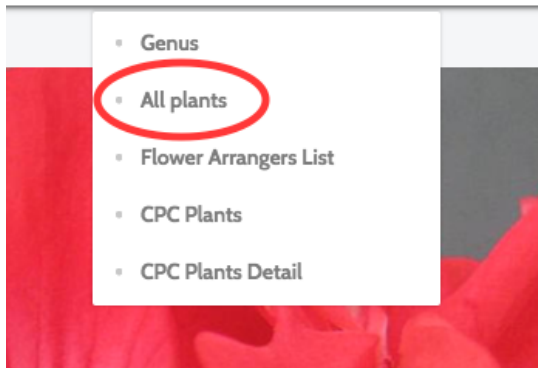 Genus
All plants
Flower Arrangers List
CPC Plants
CPC Plants Detail